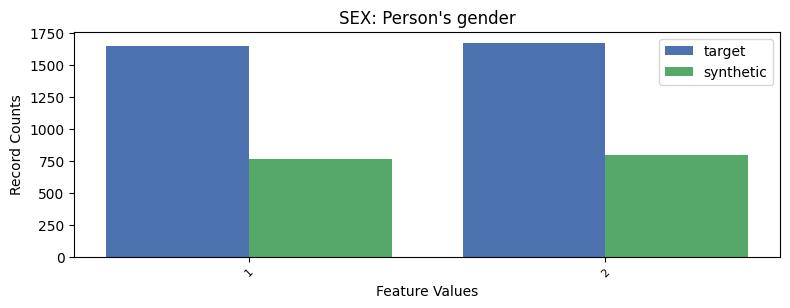 SEX: Person's gender
1750
1500
1250
1000
750
500
250
0
Record Counts
target
synthetic
1
2
Feature Values